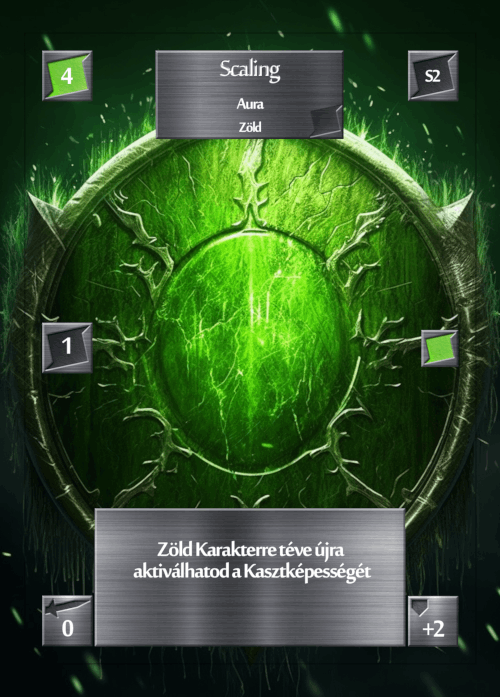 4
Scaling
S2
Aura
Zöld
1
Zöld Karakterre téve újra
aktiválhatod a Kasztképességét
0
+2